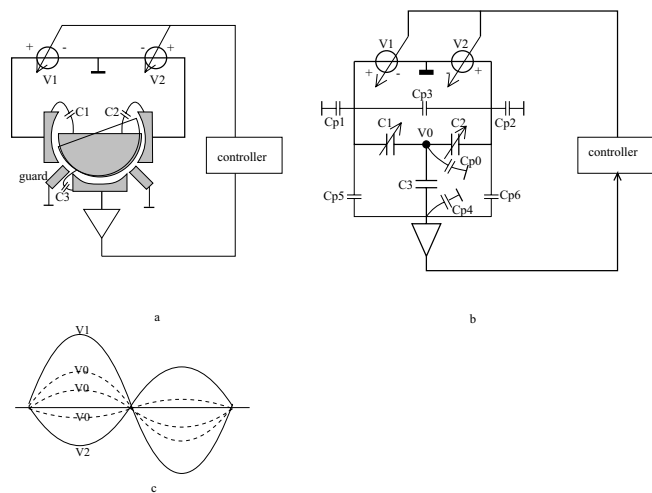 + - - +
V1 V2
C1 C2
guard
C3
controller
a
V1 V2
+ - - +
Cp3
Cp1 Cp2
C1 V0 C2
Cp0
C3
Cp5 Cp4 Cp6
controller
b
V1
V0
V0
V0
V2
c